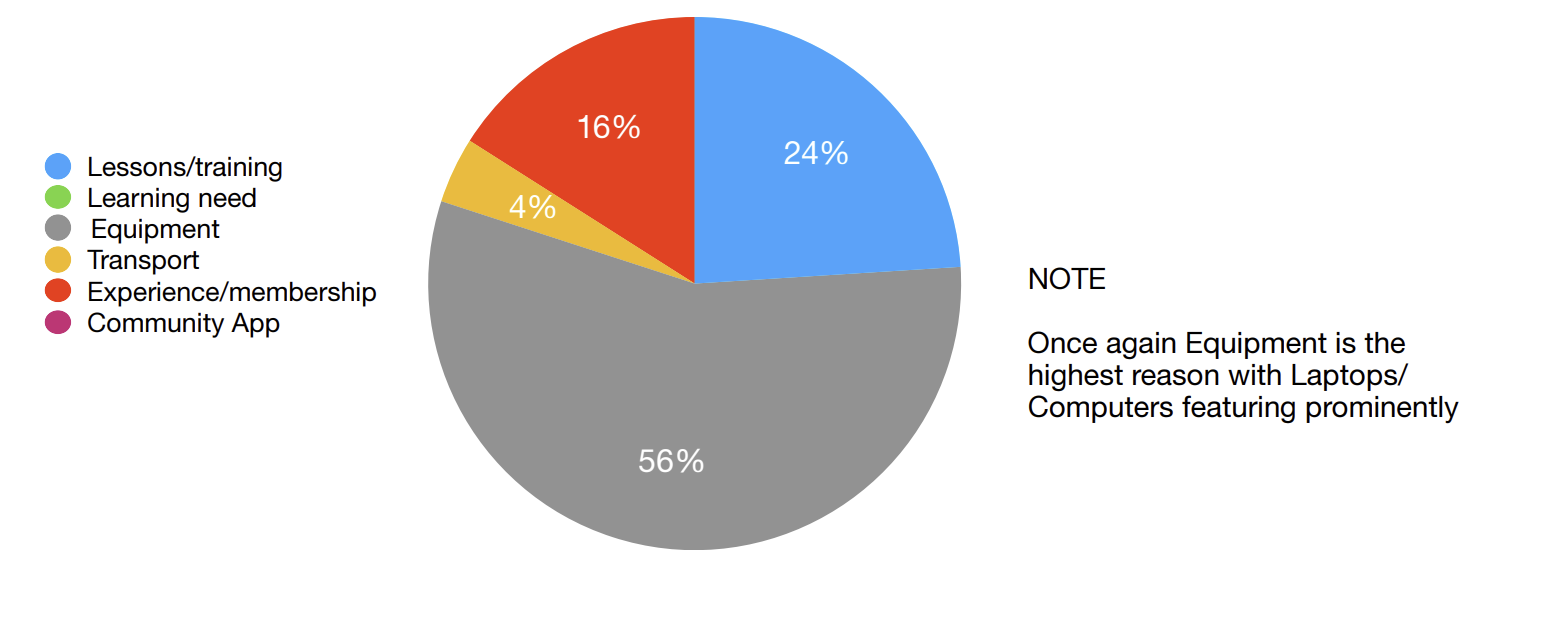 Lessons/training
Learning need
Equipment
Transport
Experience/membership
Community App
16%
24%
4%
56%
NOTE
Once again Equipment is the
highest reason with Laptops/
Computers featuring prominently